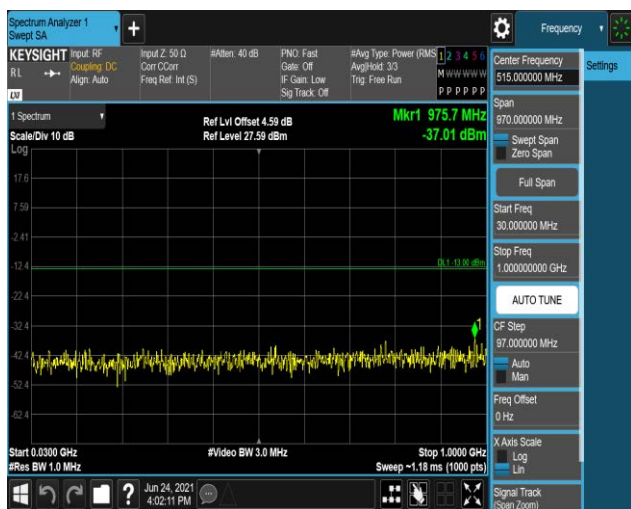 Spectrum Analyzer 1
Swept SA
+
Frequency
KEYSIGHT
RL
LXI
Input: RF
Coupling: DC
Align: Auto
Input Z: 50 Ω
Corr CCorr
Freq Ref: Int (S)
#Atten: 40 dB
PNO: Fast
Gate: Off
IF Gain: Low
Sig Track: Off
#Avg Type: Power (RMS
Avg|Hold: 3/3
Trig: Free Run
1 2 3 4 5 6
M W W W W W
P P P P P P
Center Frequency
515.000000 MHz
Settings
1 Spectrum
Scale/Div 10 dB
Log
Ref Lvl Offset 4.59 dB
Ref Level 27.59 dBm
Mkr1 975.7 MHz
-37.01 dBm
Span
970.000000 MHz
Swept Span
Zero Span
Full Span
Start Freq
30.000000 MHz
Stop Freq
1.000000000 GHz
AUTO TUNE
CF Step
97.000000 MHz
Auto
Man
Freq Offset
0 Hz
X Axis Scale
Log
Lin
Signal Track
(Span Zoom)
17.6
7.59
-2.41
-12.4
DL1 -13.00 dBm
-22.4
-32.4
1
-42.4
-52.4
-62.4
Start 0.0300 GHz
#Res BW 1.0 MHz
#Video BW 3.0 MHz
Stop 1.0000 GHz
Sweep ~1.18 ms (1000 pts)
?
Jun 24, 2021
4:02:11 PM